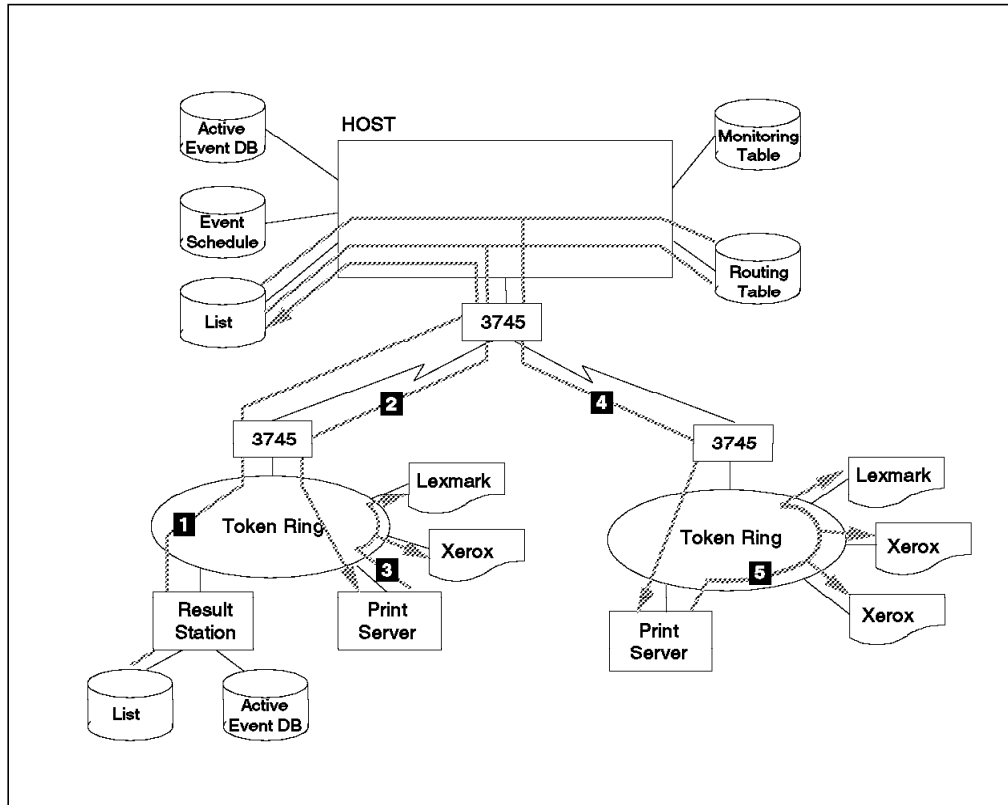 HOST
Active
Event DB
Monitoring
Table
Event
Schedule
Routing
Table
List
3745
2
4
3745
3745
Lexmark
Lexmark
1
Token Ring
Xerox
Token Ring
Xerox
3
5
Result
Station
Print
Server
Xerox
Print
Server
List
Active
Event DB